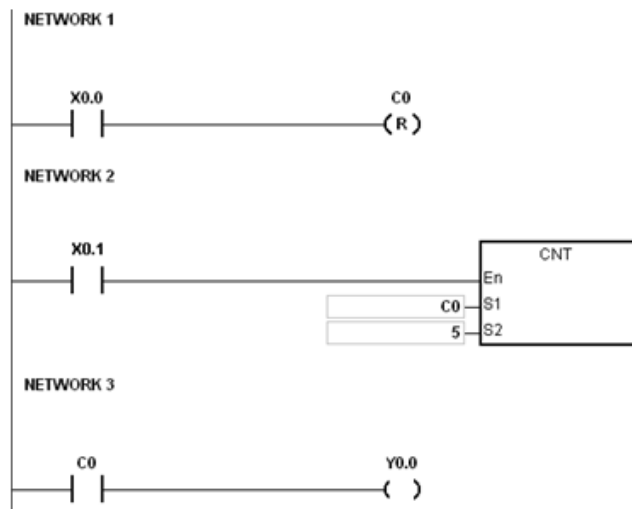 NETWORK 1
X0.0 C0
(R)
NETWORK 2
X0.1
CNT
En
C0 S1
5 S2
NETWORK 3
C0 Y0.0
( )